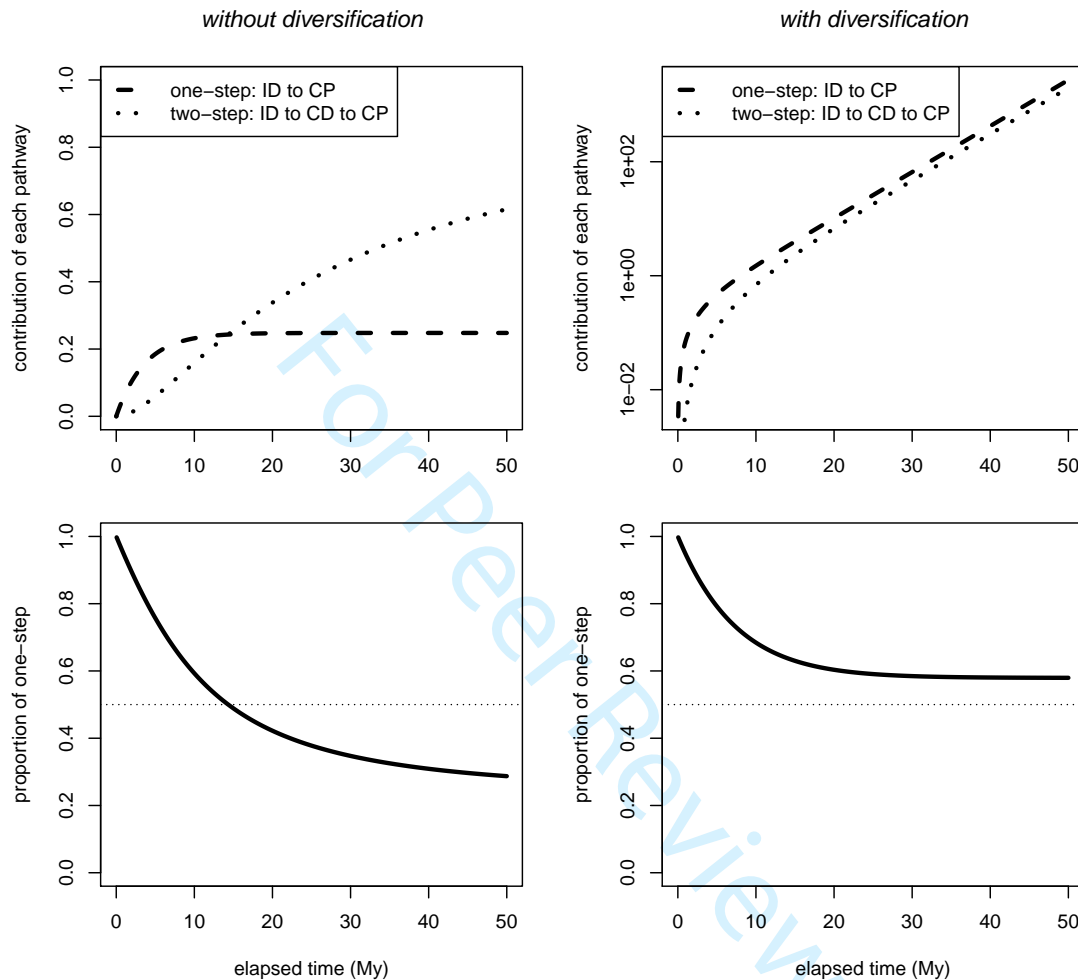 without diversification
with diversification
contribution of each pathway
0.0 0.2 0.4 0.6 0.8 1.0
one−step: ID to CP
two−step: ID to CD to CP
0 10 20 30 40 50
contribution of each pathway
1e−02 1e+00 1e+02
one−step: ID to CP
two−step: ID to CD to CP
0 10 20 30 40 50
proportion of one−step
0.0 0.2 0.4 0.6 0.8 1.0
0 10 20 30 40 50
elapsed time (My)
proportion of one−step
0.0 0.2 0.4 0.6 0.8 1.0
0 10 20 30 40 50
elapsed time (My)
For Peer Review